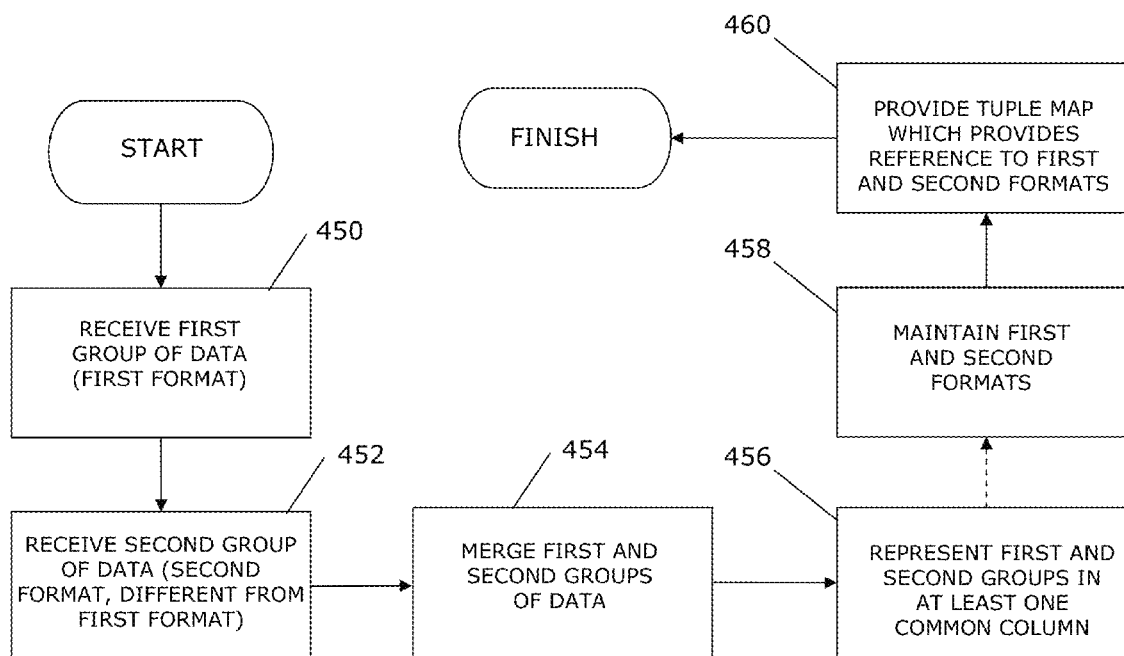 START
450
RECEIVE FIRST
GROUP OF DATA
(FIRST FORMAT)
452
RECEIVE SECOND GROUP
OF DATA (SECOND
FORMAT, DIFFERENT FROM
FIRST FORMAT)
454
MERGE FIRST AND
SECOND GROUPS
OF DATA
456
REPRESENT FIRST AND
SECOND GROUPS IN
AT LEAST ONE
COMMON COLUMN
458
MAINTAIN FIRST
AND SECOND
FORMATS
460
PROVIDE TUPLE MAP
WHICH PROVIDES
REFERENCE TO FIRST
AND SECOND FORMATS
FINISH